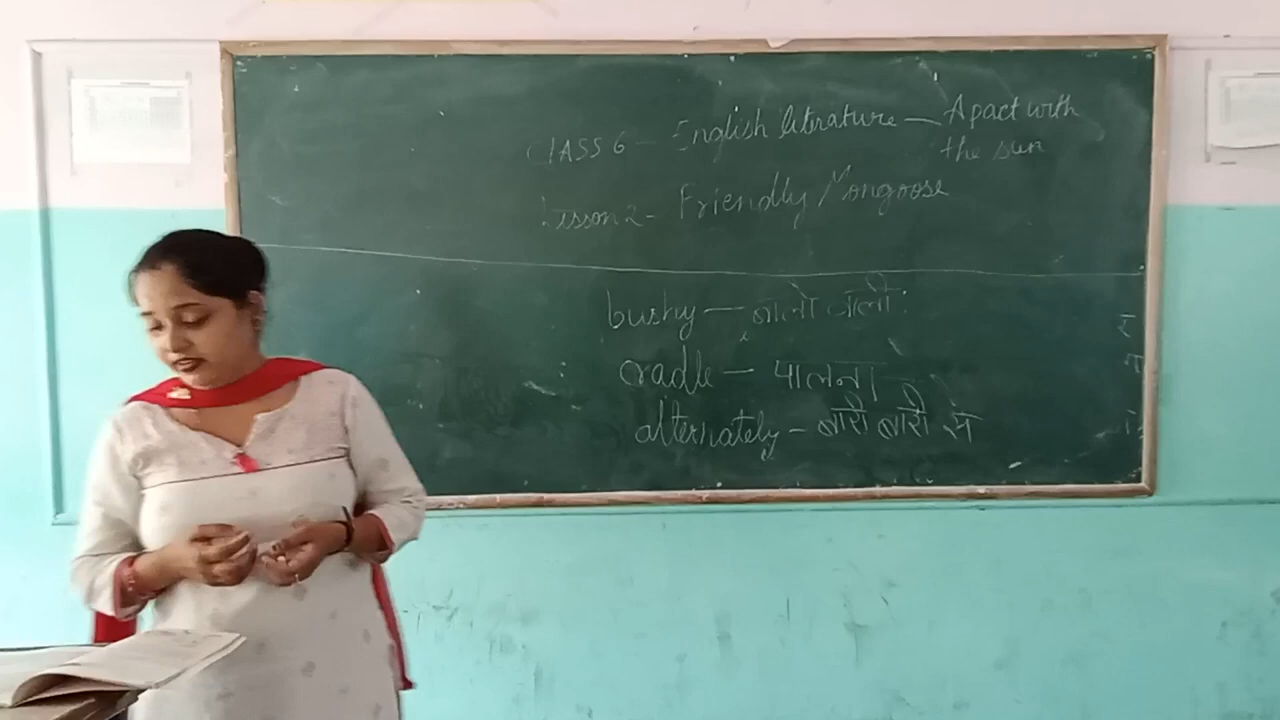 CLASS 6 - English literature - A pact with
the sun
Lesson 2 - Friendly Mongoose
bushy - बालो वाली
cradle - पालना
alternately - बारी बारी से